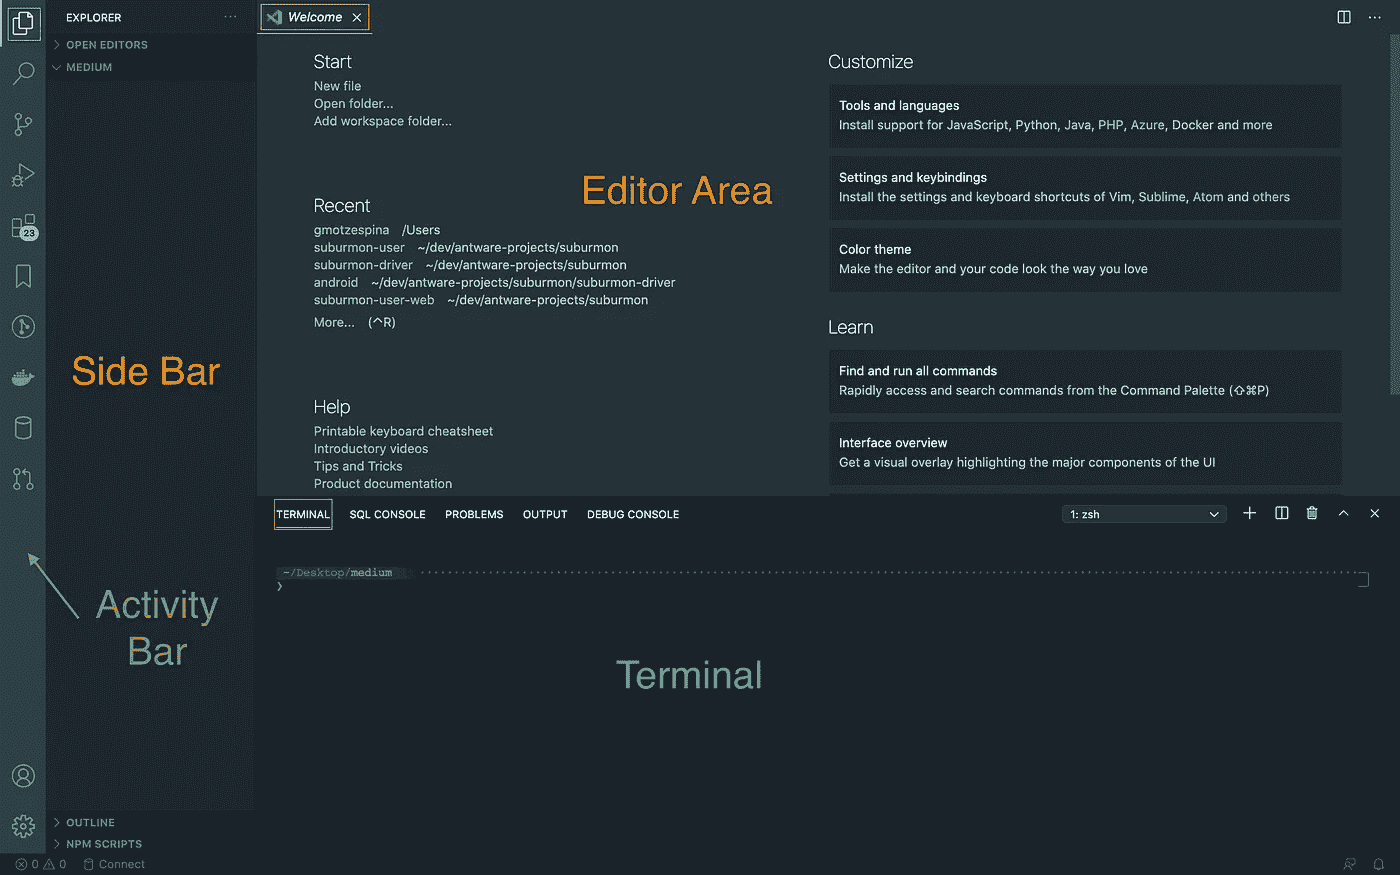 EXPLORER
OPEN EDITORS
MEDIUM
23
Side Bar
Activity
Bar
OUTLINE
NPM SCRIPTS
Welcome
Start
New file
Open folder...
Add workspace folder...
Recent
gmotzespina /Users
suburmon-user ~/dev/antware-projects/suburmon
suburmon-driver ~/dev/antware-projects/suburmon
android ~/dev/antware-projects/suburmon/suburmon-driver
suburmon-user-web ~/dev/antware-projects/suburmon
More... (^R)
Help
Printable keyboard cheatsheet
Introductory videos
Tips and Tricks
Product documentation
Editor Area
Customize
Tools and languages
Install support for JavaScript, Python, Java, PHP, Azure, Docker and more
Settings and keybindings
Install the settings and keyboard shortcuts of Vim, Sublime, Atom and others
Color theme
Make the editor and your code look the way you love
Learn
Find and run all commands
Rapidly access and search commands from the Command Palette (⇧⌘P)
Interface overview
Get a visual overlay highlighting the major components of the UI
TERMINAL SQL CONSOLE PROBLEMS OUTPUT DEBUG CONSOLE 1: zsh
~/Desktop/medium
❯
Terminal
0 0 Connect